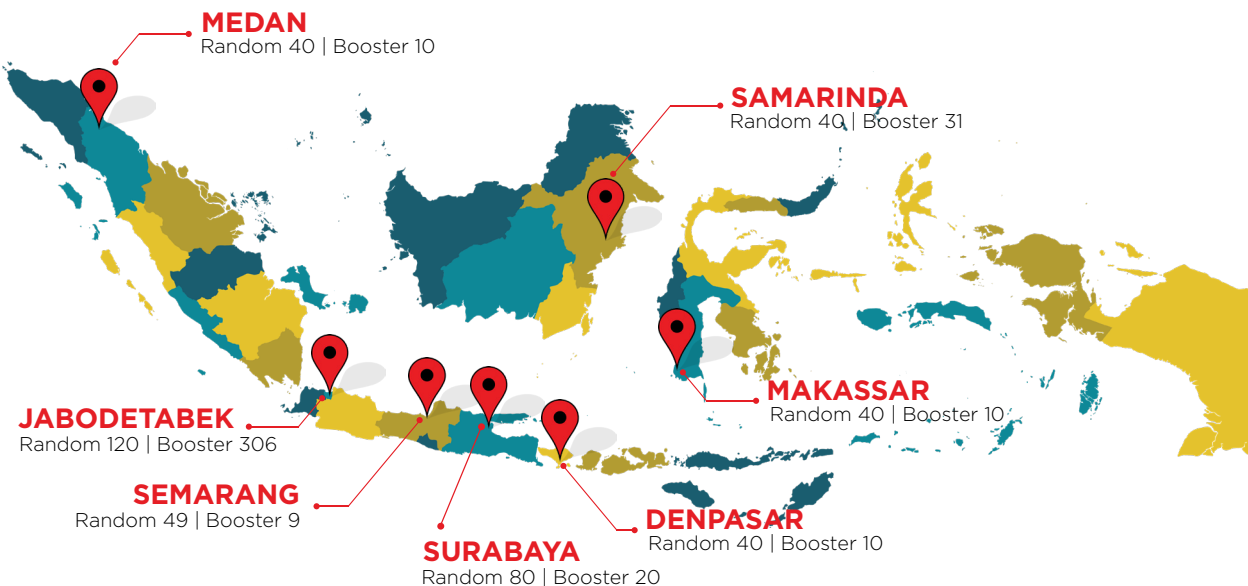 MEDAN
Random 40 | Booster 10
SAMARINDA
Random 40 | Booster 31
MAKASSAR
Random 40 | Booster 10
JABODETABEK
Random 120 | Booster 306
SEMARANG
Random 49 | Booster 9
DENPASAR
Random 40 | Booster 10
SURABAYA
Random 80 | Booster 20